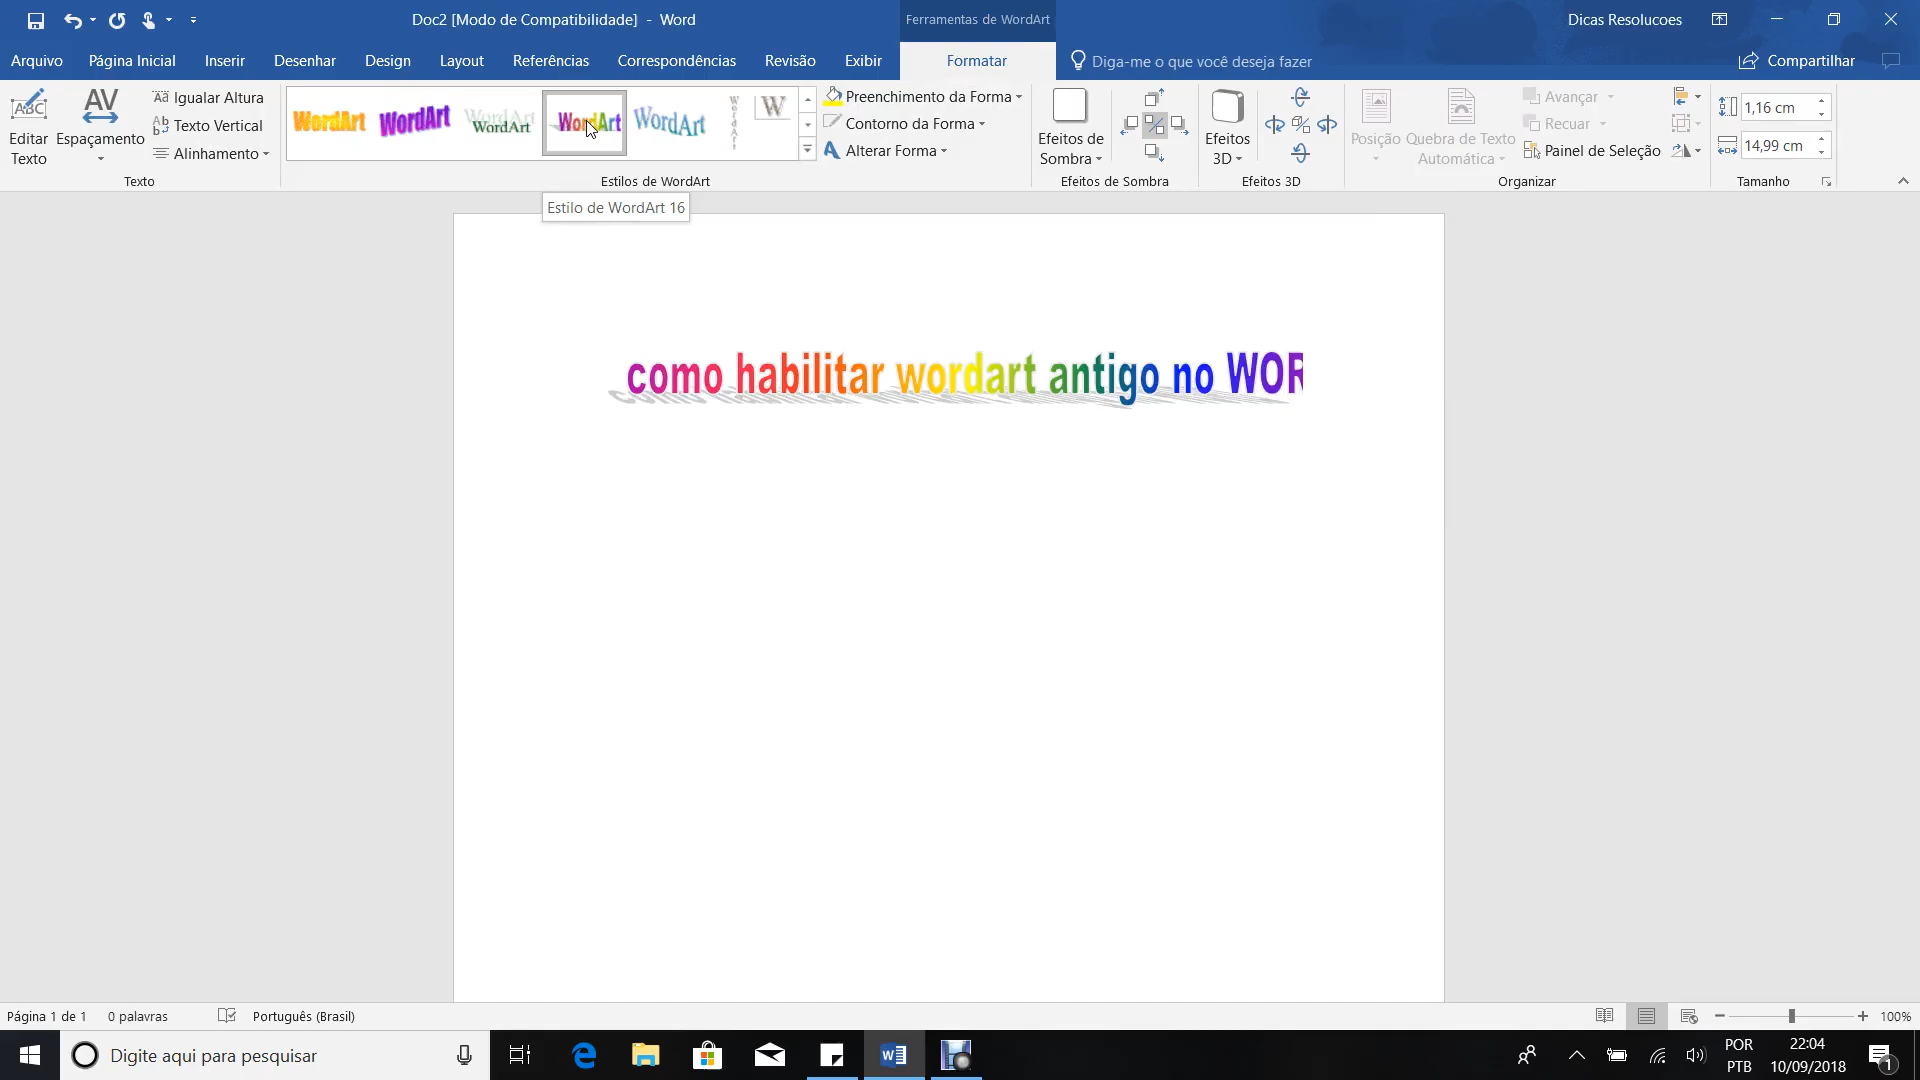 Doc2 [Modo de Compatibilidade] - Word
Ferramentas de WordArt
Dicas Resolucoes
Arquivo
Página Inicial
Inserir
Desenhar
Design
Layout
Referências
Correspondências
Revisão
Exibir
Formatar
Diga-me o que você deseja fazer
Compartilhar
ABC
Editar
Texto
AV
Espaçamento
Aa Igualar Altura
Texto Vertical
Alinhamento
Texto
WordArt
WordArt
WordArt
WordArt
WordArt
WordArt
W
Estilos de WordArt
Preenchimento da Forma
Contorno da Forma
Alterar Forma
Efeitos de
Sombra
Efeitos de Sombra
Efeitos
3D
Efeitos 3D
Posição
Quebra de Texto
Automática
Avançar
Recuar
Painel de Seleção
Organizar
1,16 cm
14,99 cm
Tamanho
Estilo de WordArt 16
como habilitar wordart antigo no WOR
Página 1 de 1
0 palavras
Português (Brasil)
100%
Digite aqui para pesquisar
POR
PTB
22:04
10/09/2018
1